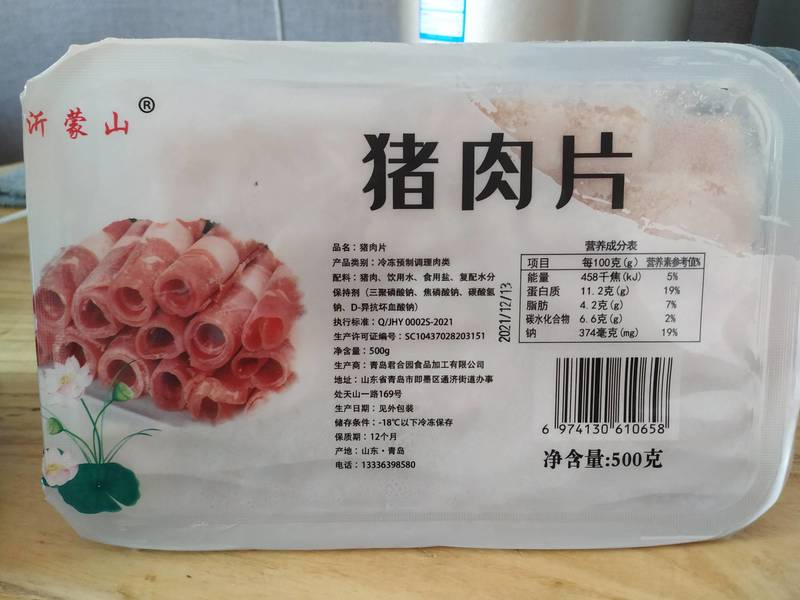 沂蒙山®
猪肉片
品名：猪肉片
产品类别：冷冻预制调理肉类
配料：猪肉、饮用水、食用盐、复配水分
保持剂（三聚磷酸钠、焦磷酸钠、碳酸氢
钠、D-异抗坏血酸钠）
执行标准：Q/JHY 0002S-2021
生产许可证编号：SC10437028203151
净含量：500g
生产商：青岛君合园食品加工有限公司
地址：山东省青岛市即墨区通济街道办事
处天山一路169号
生产日期：见外包装
储存条件：-18℃以下冷冻保存
保质期：12个月
产地：山东·青岛
电话：13336398580
2021/12/13
营养成分表
项目 每100克(g) 营养素参考值%
能量 458千焦(kJ) 5%
蛋白质 11.2克(g) 19%
脂肪 4.2克(g) 7%
碳水化合物 6.6克(g) 2%
钠 374毫克(mg) 19%
6 974130 610658
净含量:500克